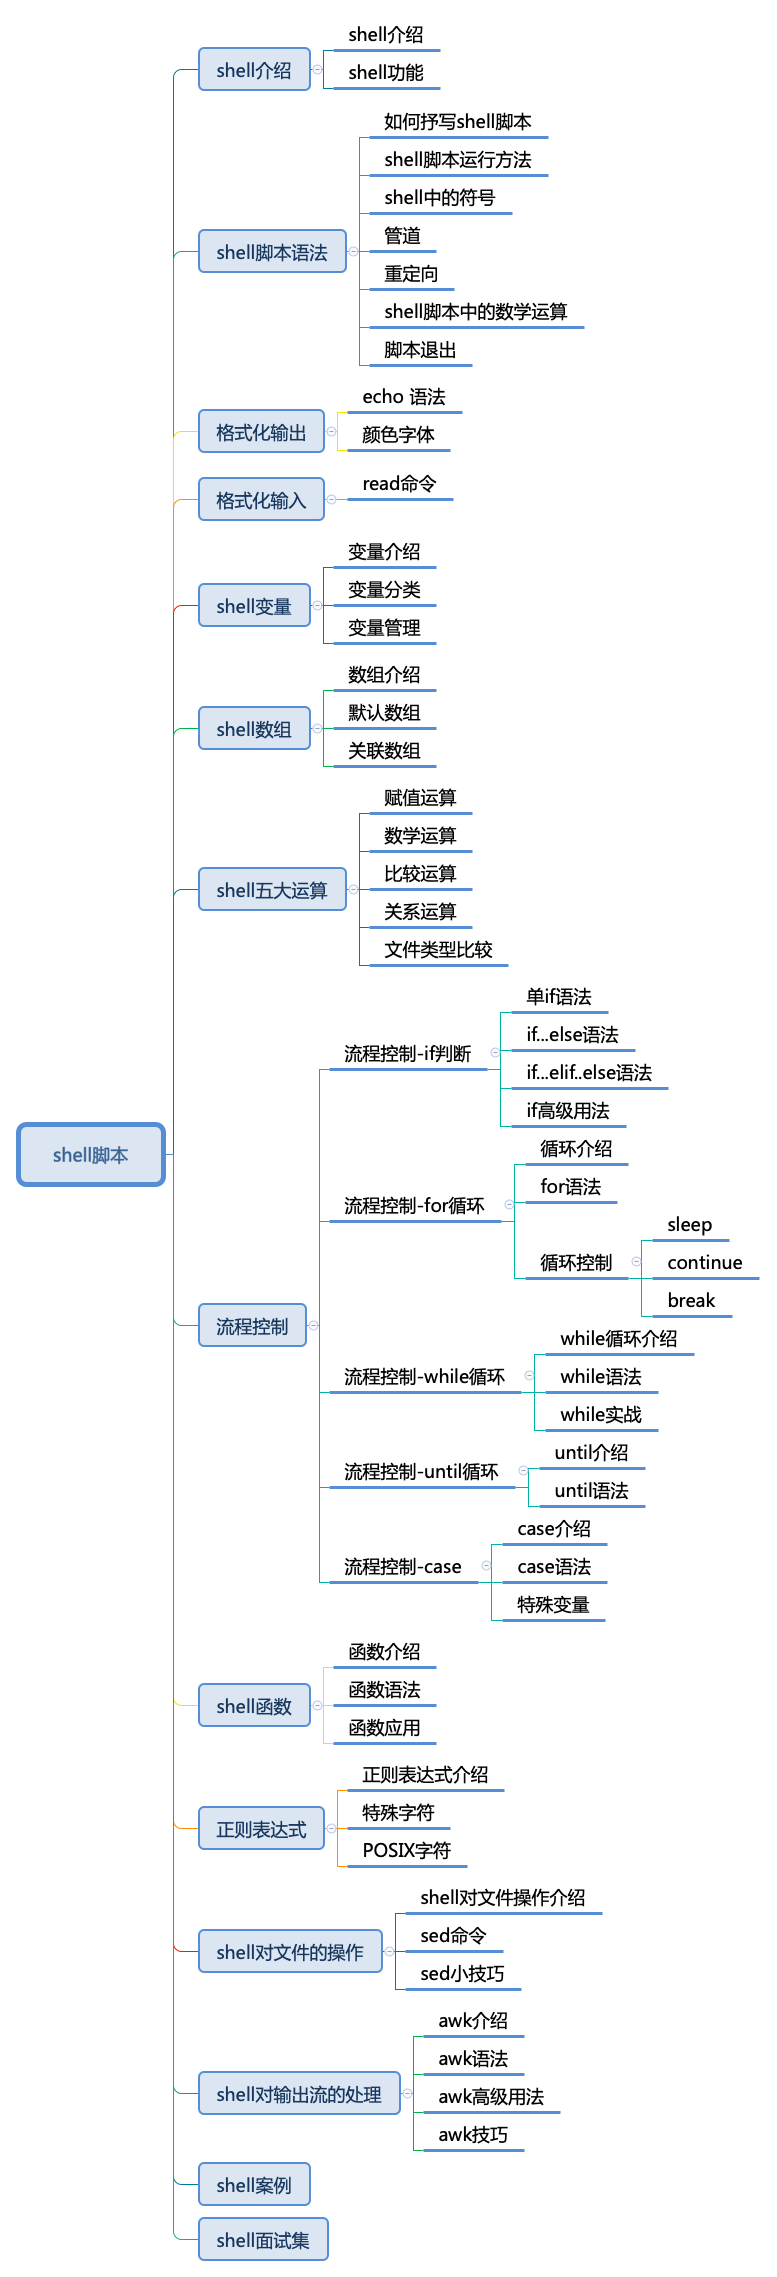 shell脚本
shell介绍
shell介绍
shell功能
shell脚本语法
如何抒写shell脚本
shell脚本运行方法
shell中的符号
管道
重定向
shell脚本中的数学运算
脚本退出
格式化输出
echo 语法
颜色字体
格式化输入
read命令
shell变量
变量介绍
变量分类
变量管理
shell数组
数组介绍
默认数组
关联数组
shell五大运算
赋值运算
数学运算
比较运算
关系运算
文件类型比较
流程控制
流程控制-if判断
单if语法
if...else语法
if...elif..else语法
if高级用法
流程控制-for循环
循环介绍
for语法
循环控制
sleep
continue
break
流程控制-while循环
while循环介绍
while语法
while实战
流程控制-until循环
until介绍
until语法
流程控制-case
case介绍
case语法
特殊变量
shell函数
函数介绍
函数语法
函数应用
正则表达式
正则表达式介绍
特殊字符
POSIX字符
shell对文件的操作
shell对文件操作介绍
sed命令
sed小技巧
shell对输出流的处理
awk介绍
awk语法
awk高级用法
awk技巧
shell案例
shell面试集